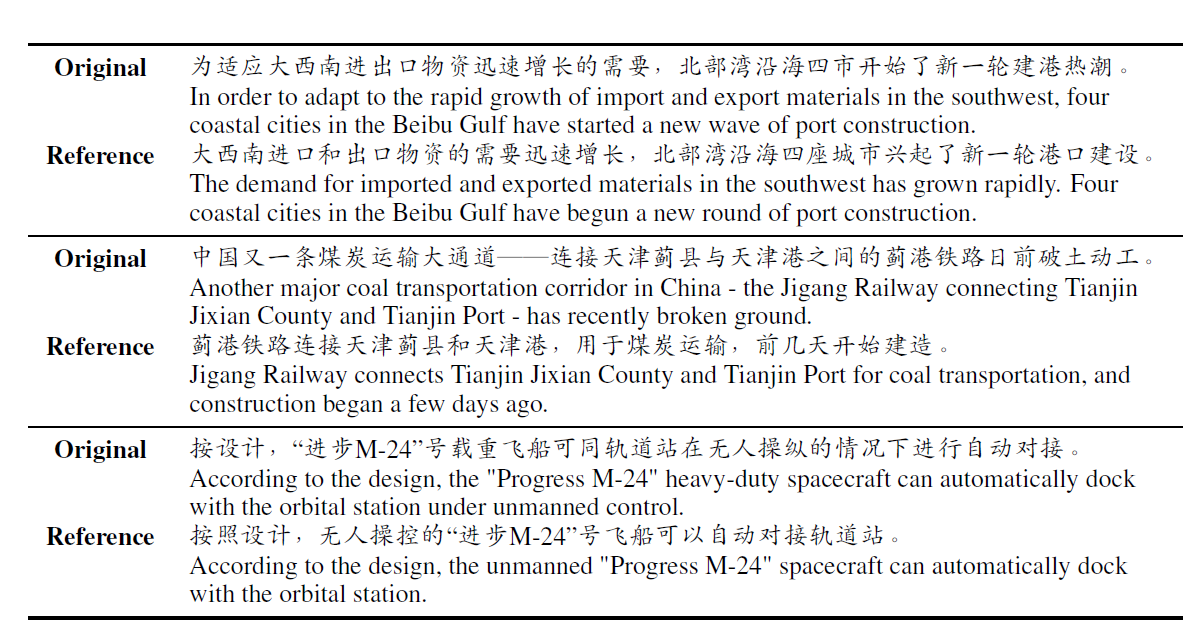 Original 为适应大西南进出口物资迅速增长的需要，北部湾沿海四市开始了新一轮建港热潮。
In order to adapt to the rapid growth of import and export materials in the southwest, four
coastal cities in the Beibu Gulf have started a new wave of port construction.
Reference 大西南进口和出口物资的需要迅速增长，北部湾沿海四座城市兴起了新一轮港口建设。
The demand for imported and exported materials in the southwest has grown rapidly. Four
coastal cities in the Beibu Gulf have begun a new round of port construction.
Original 中国又一条煤炭运输大通道——连接天津蓟县与天津港之间的蓟港铁路日前破土动工。
Another major coal transportation corridor in China - the Jigang Railway connecting Tianjin
Jixian County and Tianjin Port - has recently broken ground.
Reference 蓟港铁路连接天津蓟县和天津港，用于煤炭运输，前几天开始建造。
Jigang Railway connects Tianjin Jixian County and Tianjin Port for coal transportation, and
construction began a few days ago.
Original 按设计，“进步M-24”号载重飞船可同轨道站在无人操纵的情况下进行自动对接。
According to the design, the "Progress M-24" heavy-duty spacecraft can automatically dock
with the orbital station under unmanned control.
Reference 按照设计，无人操控的“进步M-24”号飞船可以自动对接轨道站。
According to the design, the unmanned "Progress M-24" spacecraft can automatically dock
with the orbital station.